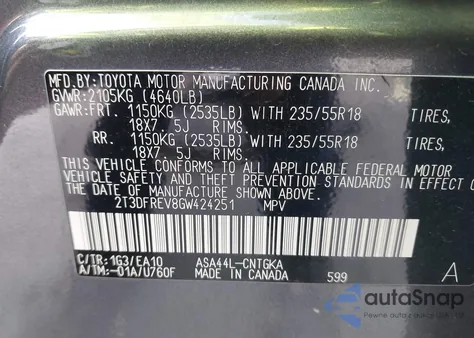 MFD.BY:TOYOTA MOTOR MANUFACTURING CANADA INC.
GVWR:2105KG (4640LB)
GAWR:FRT. 1150KG (2535LB) WITH 235/55R18 TIRES,
18X7. 5J RIMS.
RR. 1150KG (2535LB) WITH 235/55R18 TIRES,
18X7. 5J RIMS.
THIS VEHICLE CONFORMS TO ALL APPLICABLE FEDERAL MOTOR
VEHICLE SAFETY AND THEFT PREVENTION STANDARDS IN EFFECT O
THE DATE OF MANUFACTURE SHOWN ABOVE.
2T3DFREV8GW424251 MPV
C/TR:1G3/EA10 ASA44L-CNTGKA
A/TM:-01A/U760F MADE IN CANADA 599 A
autoSnap
Pewne auto z USA